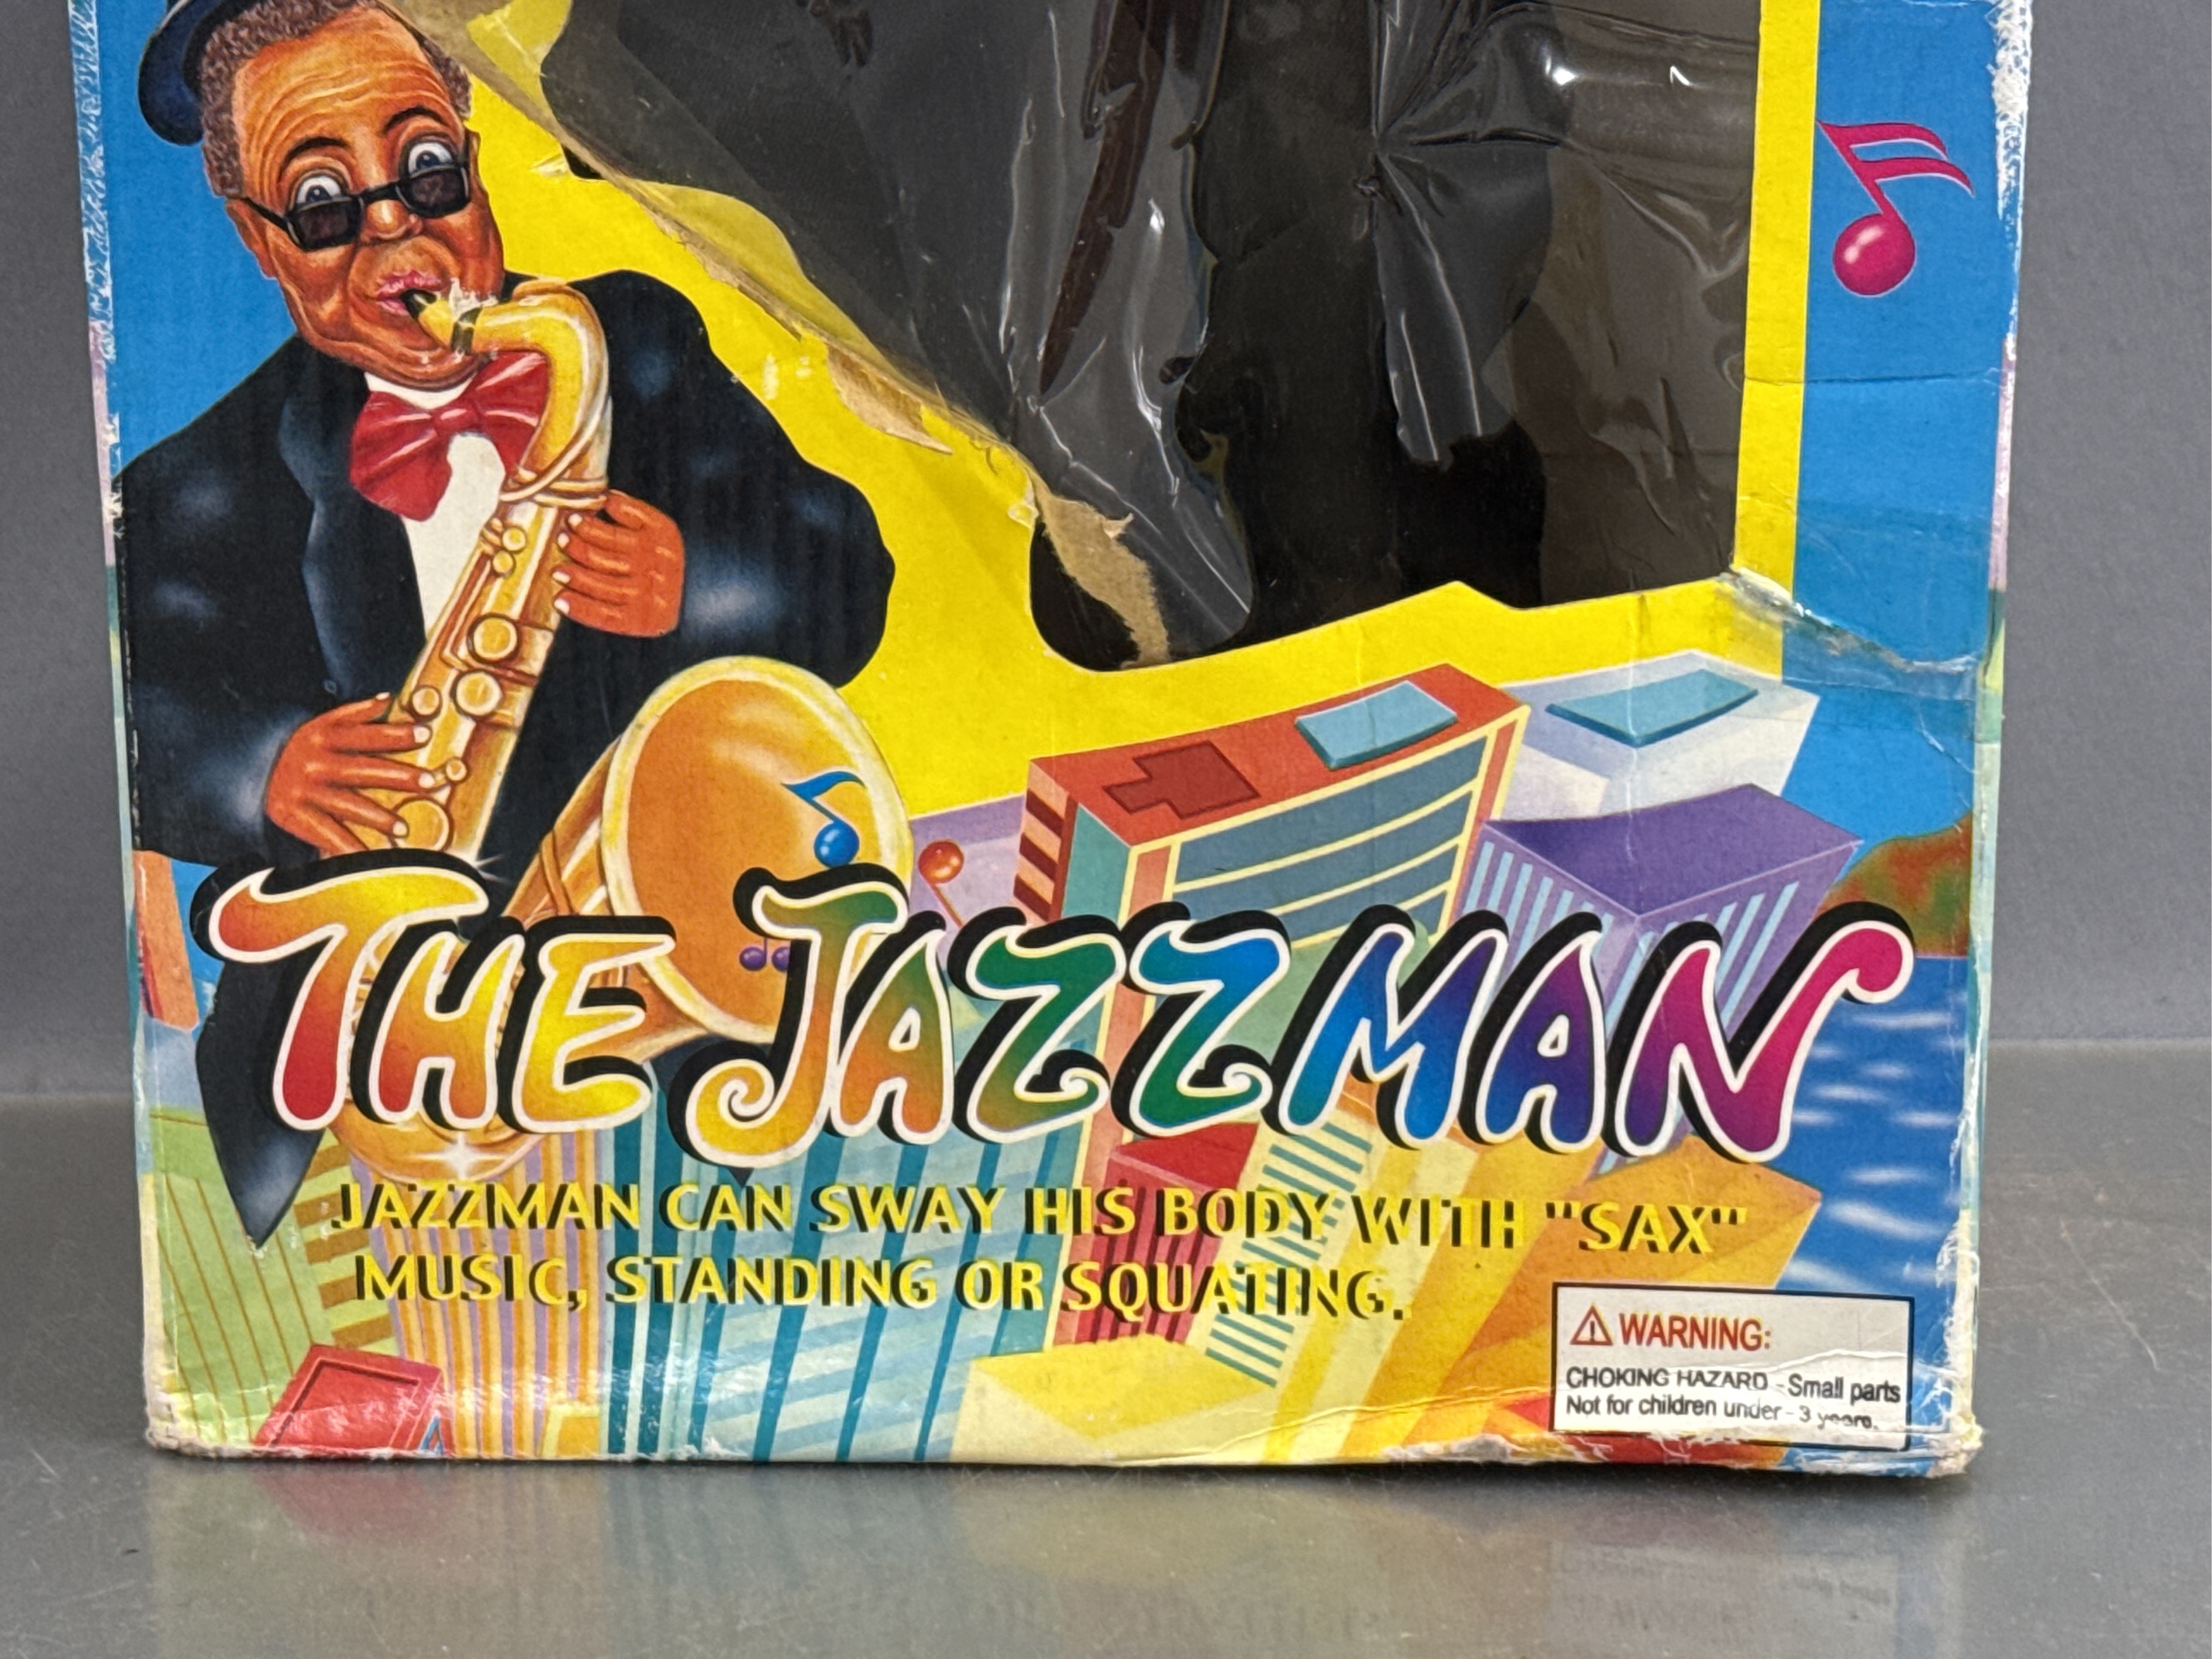 THE JAZZMAN
JAZZMAN CAN SWAY HIS BODY WITH "SAX"
MUSIC, STANDING OR SQUATING.
⚠ WARNING:
CHOKING HAZARD - Small parts
Not for children under - 3 years.